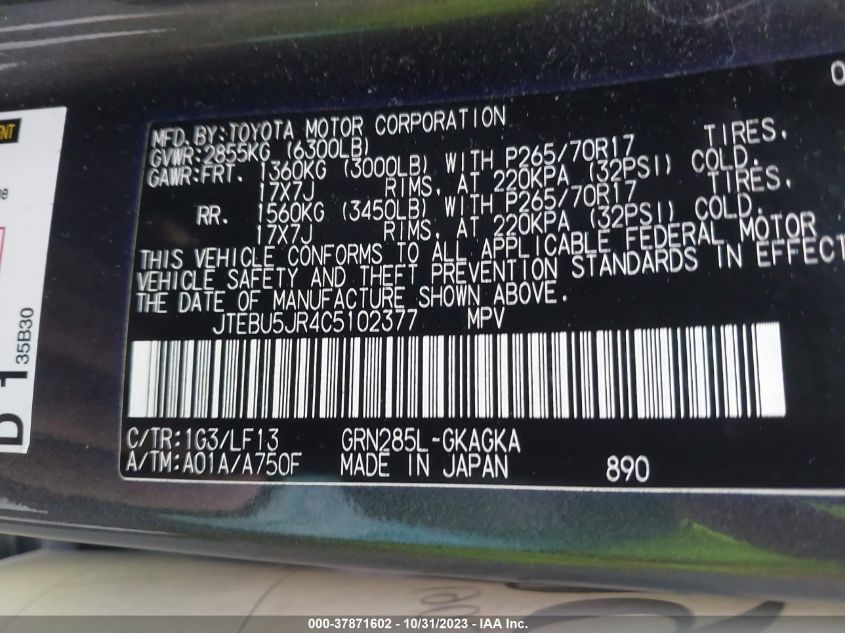 0
MFD. BY: TOYOTA MOTOR CORPORATION
GVWR: 2855KG (6300LB)
GAWR: FRT. 1360KG (3000LB) WITH P265/70R17 TIRES,
17X7J RIMS, AT 220KPA (32PSI) COLD.
RR. 1560KG (3450LB) WITH P265/70R17 TIRES,
17X7J RIMS, AT 220KPA (32PSI) COLD.
THIS VEHICLE CONFORMS TO ALL APPLICABLE FEDERAL MOTOR
VEHICLE SAFETY AND THEFT PREVENTION STANDARDS IN EFFECT
THE DATE OF MANUFACTURE SHOWN ABOVE.
JTEBU5JR4C5102377 MPV
C/TR: 1G3/LF13 GRN285L-GKAGKA
A/TM: A01A/A750F MADE IN JAPAN 890
35B30
000-37871602 - 10/31/2023 - IAA Inc.